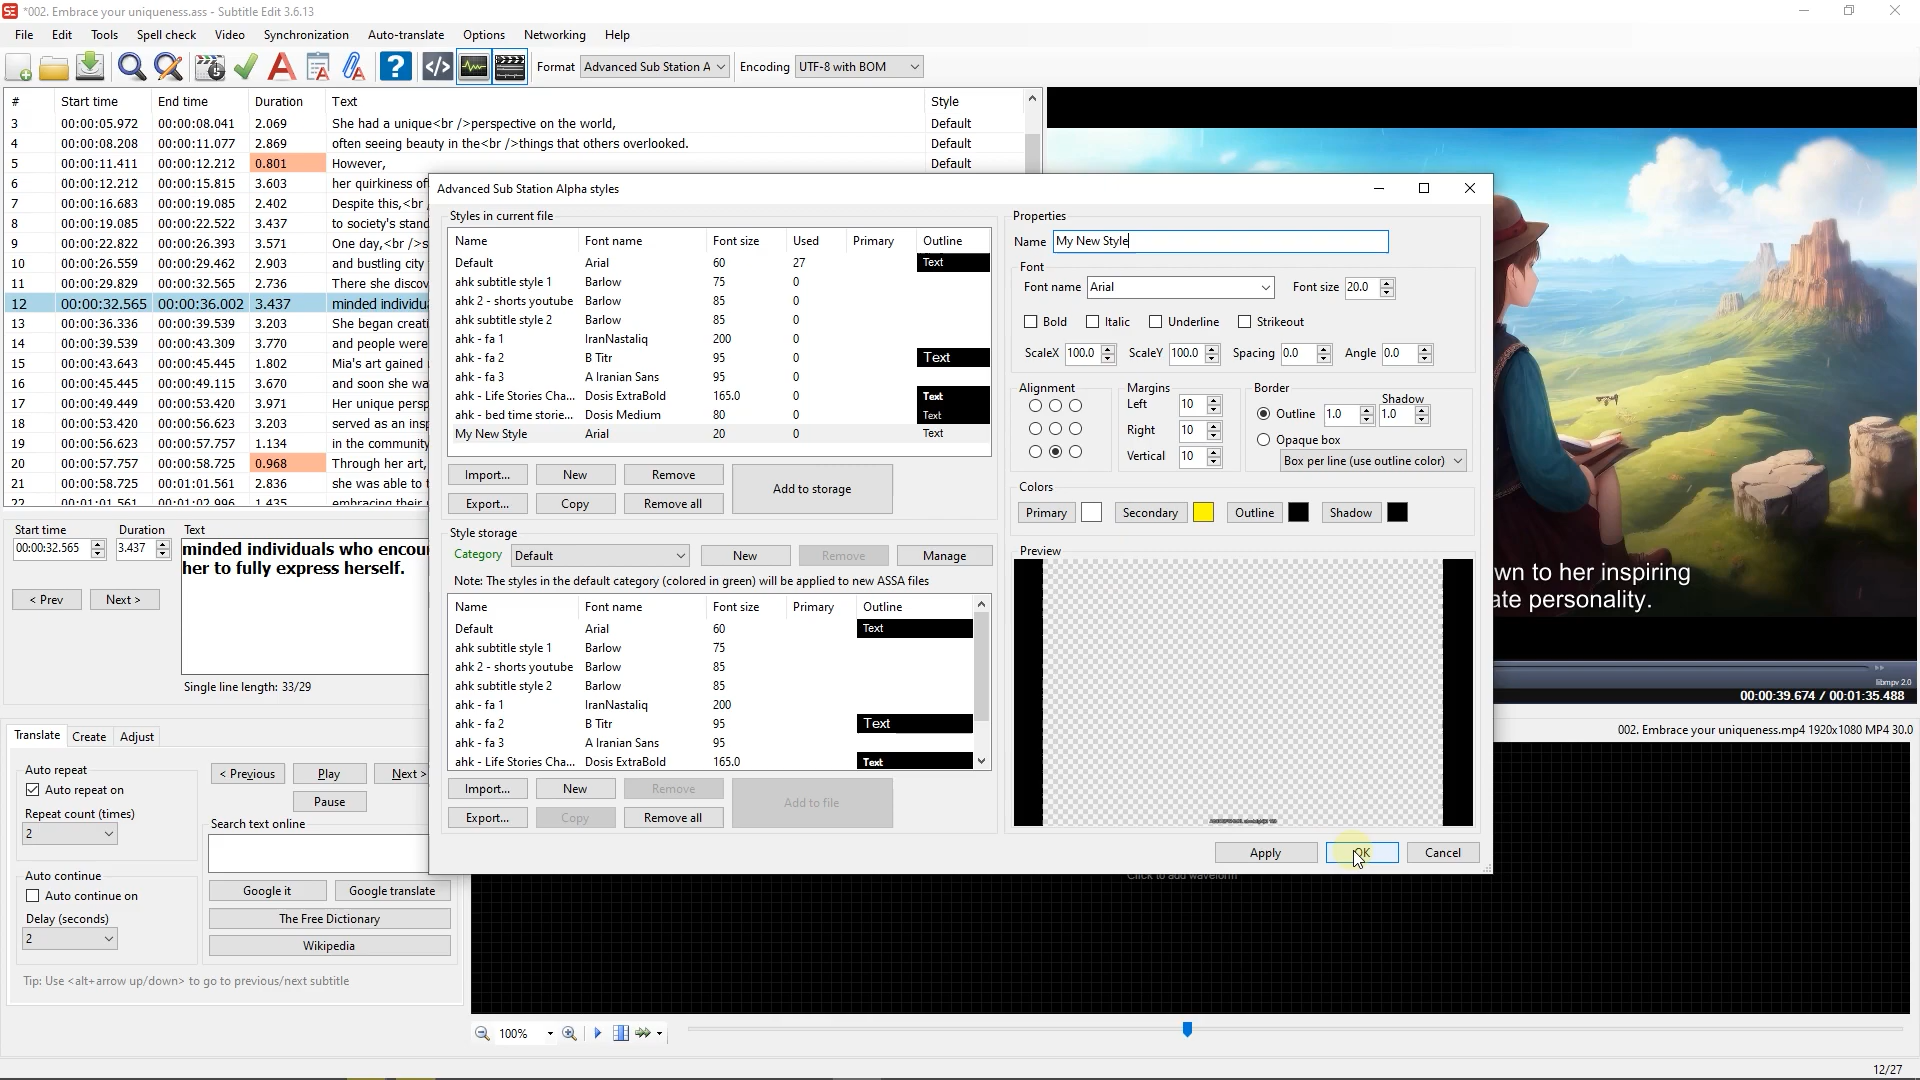 *002. Embrace your uniqueness.ass - Subtitle Edit 3.6.13
File Edit Tools Spell check Video Synchronization Auto-translate Options Networking Help
Format Advanced Sub Station A Encoding UTF-8 with BOM
# Start time End time Duration Text Style
3 00:00:05.972 00:00:08.041 2.069 She had a unique<br />perspective on the world, Default
4 00:00:08.208 00:00:11.077 2.869 often seeing beauty in the<br />things that others overlooked. Default
5 00:00:11.411 00:00:12.212 0.801 However, Default
6 00:00:12.212 00:00:15.815 3.603 her quirkiness of
7 00:00:16.683 00:00:19.085 2.402 Despite this,<br
8 00:00:19.085 00:00:22.522 3.437 to society's stand
9 00:00:22.822 00:00:26.393 3.571 One day,<br />s
10 00:00:26.559 00:00:29.462 2.903 and bustling city
11 00:00:29.829 00:00:32.565 2.736 There she discov
12 00:00:32.565 00:00:36.002 3.437 minded individu
13 00:00:36.336 00:00:39.539 3.203 She began creati
14 00:00:39.539 00:00:43.309 3.770 and people were
15 00:00:43.643 00:00:45.445 1.802 Mia's art gained
16 00:00:45.445 00:00:49.115 3.670 and soon she wa
17 00:00:49.449 00:00:53.420 3.971 Her unique persp
18 00:00:53.420 00:00:56.623 3.203 served as an insp
19 00:00:56.623 00:00:57.757 1.134 in the community
20 00:00:57.757 00:00:58.725 0.968 Through her art,
21 00:00:58.725 00:01:01.561 2.836 she was able to
22 00:01:01.561 00:01:02.996 1.435 embracing their
Start time Duration Text
00:00:32.565 3.437
minded individuals who encou
her to fully express herself.
< Prev Next >
Single line length: 33/29
Translate Create Adjust
Auto repeat
Auto repeat on
Repeat count (times)
2
Auto continue
Auto continue on
Delay (seconds)
2
< Previous Play Next >
Pause
Search text online
Google it Google translate
The Free Dictionary
Wikipedia
Tip: Use <alt+arrow up/down> to go to previous/next subtitle
Advanced Sub Station Alpha styles
Styles in current file
Name Font name Font size Used Primary Outline
Default Arial 60 27 Text
ahk subtitle style 1 Barlow 75 0
ahk 2 - shorts youtube Barlow 85 0
ahk subtitle style 2 Barlow 85 0
ahk - fa 1 IranNastaliq 200 0
ahk - fa 2 B Titr 95 0 Text
ahk - fa 3 A Iranian Sans 95 0
ahk - Life Stories Cha... Dosis ExtraBold 165.0 0 Text
ahk - bed time storie... Dosis Medium 80 0 Text
My New Style Arial 20 0 Text
Import... New Remove
Export... Copy Remove all
Add to storage
Style storage
Category Default New Remove Manage
Note: The styles in the default category (colored in green) will be applied to new ASSA files
Name Font name Font size Primary Outline
Default Arial 60 Text
ahk subtitle style 1 Barlow 75
ahk 2 - shorts youtube Barlow 85
ahk subtitle style 2 Barlow 85
ahk - fa 1 IranNastaliq 200
ahk - fa 2 B Titr 95 Text
ahk - fa 3 A Iranian Sans 95
ahk - Life Stories Cha... Dosis ExtraBold 165.0 Text
Import... New Remove
Export... Copy Remove all
Add to file
Properties
Name My New Style
Font
Font name Arial Font size 20.0
Bold Italic Underline Strikeout
ScaleX 100.0 ScaleY 100.0 Spacing 0.0 Angle 0.0
Alignment
Margins
Left 10
Right 10
Vertical 10
Border
Shadow
Outline 1.0 1.0
Opaque box
Box per line (use outline color)
Colors
Primary Secondary Outline Shadow
Preview
Apply OK Cancel
wn to her inspiring
ate personality.
libmpv 2.0
00:00:39.674 / 00:01:35.488
002. Embrace your uniqueness.mp4 1920x1080 MP4 30.0
Click to add waveform
100%
12/27